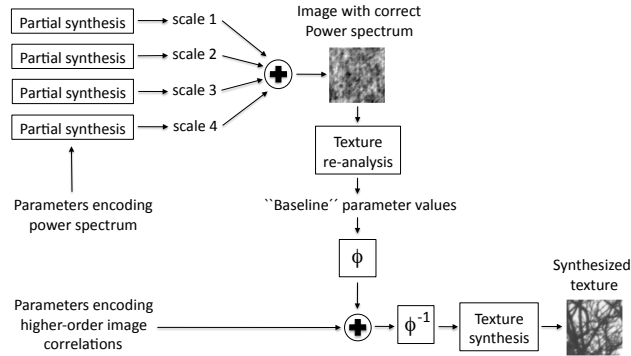 Partial synthesis
scale 1
Partial synthesis
scale 2
Partial synthesis
scale 3
Partial synthesis
scale 4
Image with correct
Power spectrum
Texture
re-analysis
Parameters encoding
power spectrum
``Baseline´´ parameter values
ϕ
Parameters encoding
higher-order image
correlations
ϕ-1
Texture
synthesis
Synthesized
texture